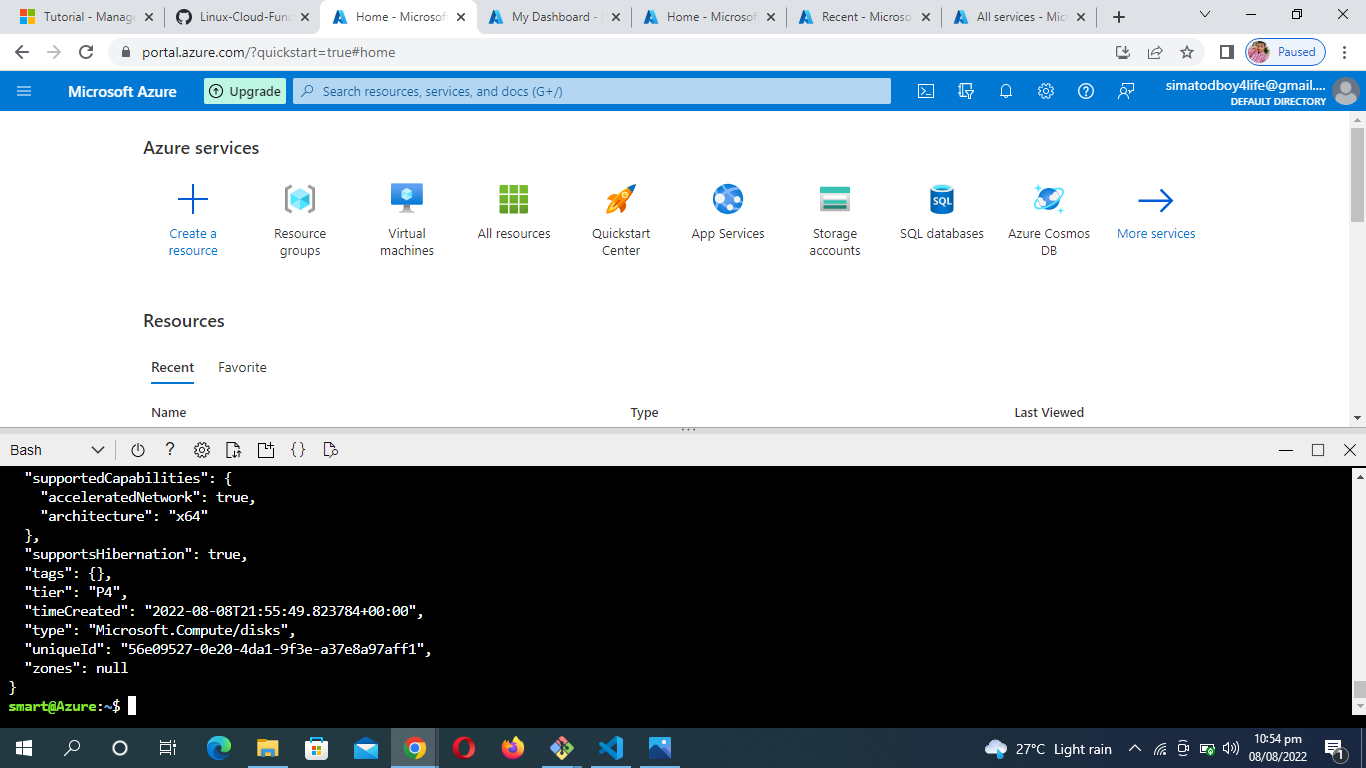 Tutorial - Manage
Linux-Cloud-Func
Home - Microsoft
My Dashboard -
Home - Microsoft
Recent - Microsoft
All services - Mic
portal.azure.com/?quickstart=true#home
Paused
Microsoft Azure
Upgrade
Search resources, services, and docs (G+/)
simatodboy4life@gmail....
DEFAULT DIRECTORY
Azure services
Create a resource
Resource groups
Virtual machines
All resources
Quickstart Center
App Services
Storage accounts
SQL
SQL databases
Azure Cosmos DB
More services
Resources
Recent
Favorite
Name
Type
Last Viewed
Bash
"supportedCapabilities": {
"acceleratedNetwork": true,
"architecture": "x64"
},
"supportsHibernation": true,
"tags": {},
"tier": "P4",
"timeCreated": "2022-08-08T21:55:49.823784+00:00",
"type": "Microsoft.Compute/disks",
"uniqueId": "56e09527-0e20-4da1-9f3e-a37e8a97aff1",
"zones": null
}
smart@Azure:~$
27°C Light rain
10:54 pm
08/08/2022
1